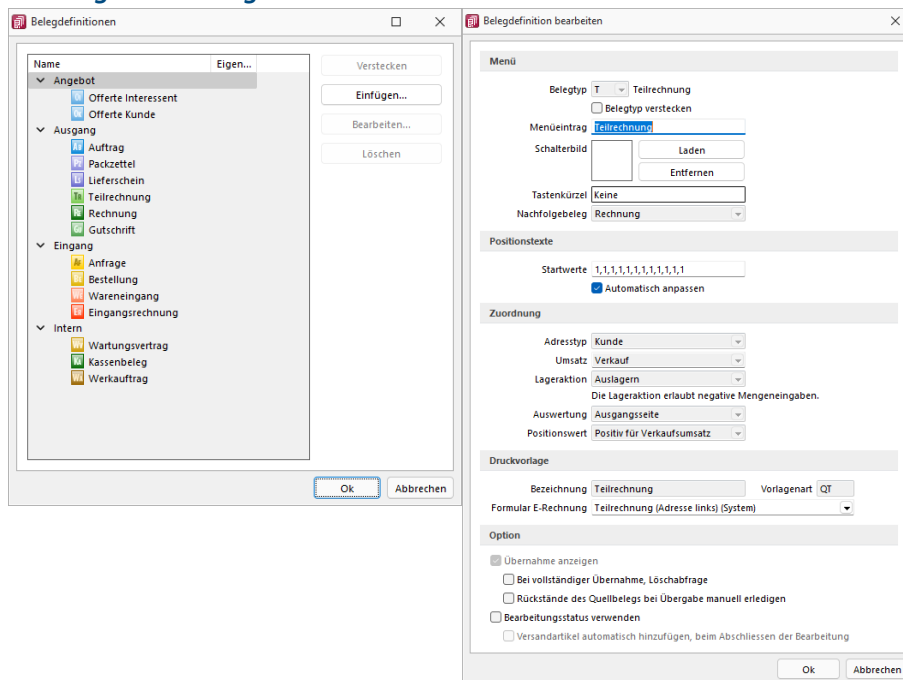 Belegdefinitionen
Name Eigen...
Angebot
Offerte Interessent
Offerte Kunde
Ausgang
Auftrag
Packzettel
Lieferschein
Teilrechnung
Rechnung
Gutschrift
Eingang
Anfrage
Bestellung
Wareneingang
Eingangsrechnung
Intern
Wartungsvertrag
Kassenbeleg
Werkauftrag
Verstecken
Einfügen...
Bearbeiten...
Löschen
Ok Abbrechen
Belegdefinition bearbeiten
Menü
Belegtyp T Teilrechnung
Belegtyp verstecken
Menüeintrag Teilrechnung
Schalterbild Laden
Entfernen
Tastenkürzel Keine
Nachfolgebeleg Rechnung
Positionstexte
Startwerte 1,1,1,1,1,1,1,1,1,1,1,1
Automatisch anpassen
Zuordnung
Adresstyp Kunde
Umsatz Verkauf
Lageraktion Auslagern
Die Lageraktion erlaubt negative Mengeneingaben.
Auswertung Ausgangsseite
Positionswert Positiv für Verkaufsumsatz
Druckvorlage
Bezeichnung Teilrechnung Vorlagenart QT
Formular E-Rechnung Teilrechnung (Adresse links) (System)
Option
Übernahme anzeigen
Bei vollständiger Übernahme, Löschabfrage
Rückstände des Quellbelegs bei Übergabe manuell erledigen
Bearbeitungsstatus verwenden
Versandartikel automatisch hinzufügen, beim Abschliessen der Bearbeitung
Ok Abbrechen